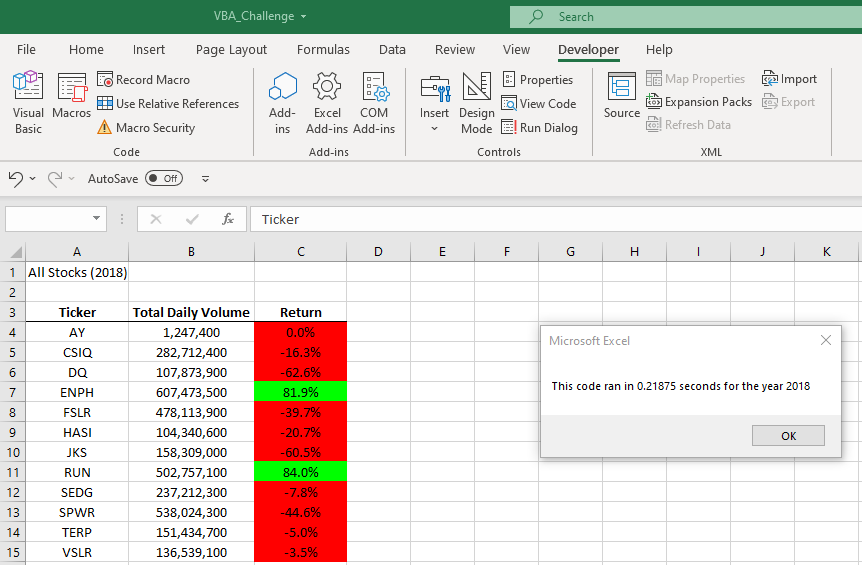 VBA_Challenge
Search
File Home Insert Page Layout Formulas Data Review View Developer Help
Visual Basic
Macros
Record Macro
Use Relative References
Macro Security
Code
Add-ins
Excel Add-ins
COM Add-ins
Add-ins
Insert
Design Mode
Properties
View Code
Run Dialog
Controls
Source
Map Properties
Expansion Packs
Refresh Data
Import
Export
XML
AutoSave Off
fx Ticker
A B C D E F G H I J K
1 All Stocks (2018)
2
3 Ticker Total Daily Volume Return
4 AY 1,247,400 0.0%
5 CSIQ 282,712,400 -16.3%
6 DQ 107,873,900 -62.6%
7 ENPH 607,473,500 81.9%
8 FSLR 478,113,900 -39.7%
9 HASI 104,340,600 -20.7%
10 JKS 158,309,000 -60.5%
11 RUN 502,757,100 84.0%
12 SEDG 237,212,300 -7.8%
13 SPWR 538,024,300 -44.6%
14 TERP 151,434,700 -5.0%
15 VSLR 136,539,100 -3.5%
Microsoft Excel
This code ran in 0.21875 seconds for the year 2018
OK